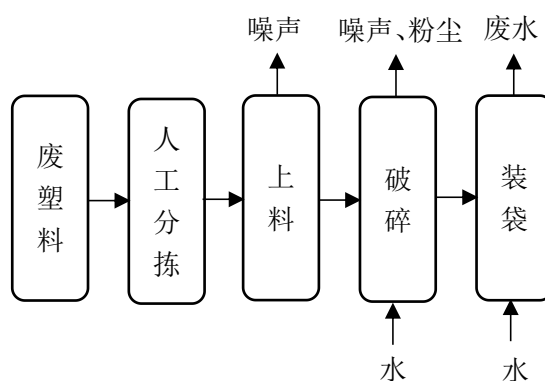 噪声
噪声、粉尘
废水
废塑料
人工分拣
上料
破碎
装袋
水
水